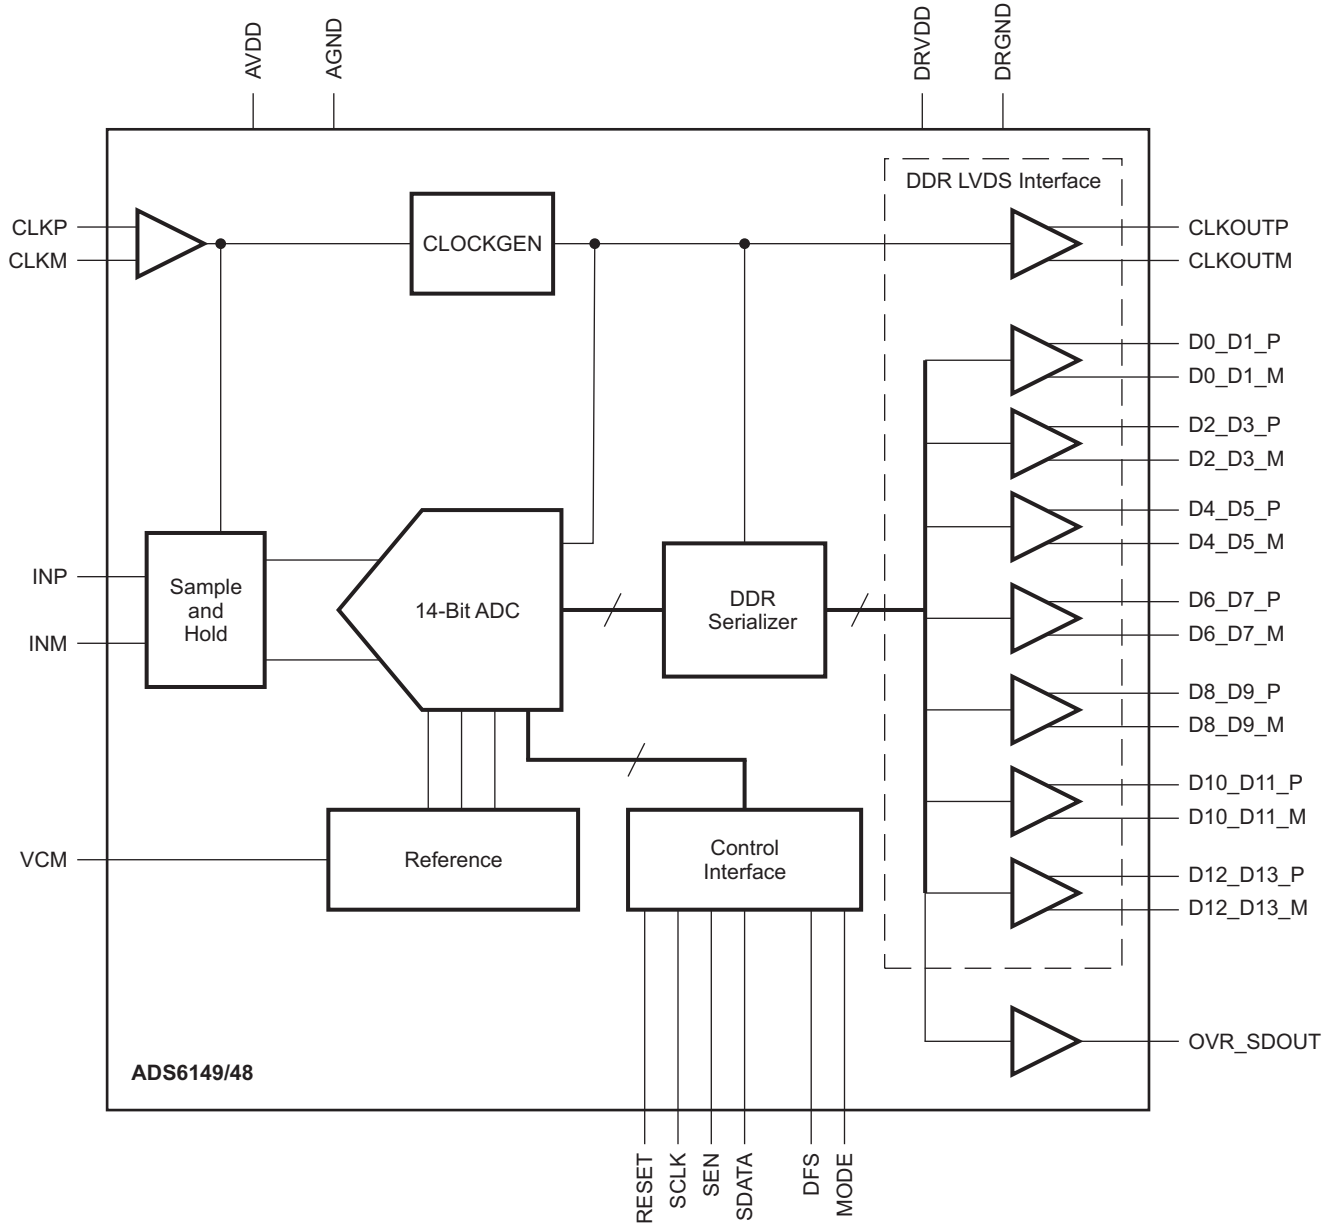 AVDD
AGND
DRVDD
DRGND
DDR LVDS Interface
CLKP
CLKM
CLOCKGEN
CLKOUTP
CLKOUTM
D0_D1_P
D0_D1_M
D2_D3_P
D2_D3_M
D4_D5_P
D4_D5_M
INP
INM
Sample
and
Hold
14-Bit ADC
DDR
Serializer
D6_D7_P
D6_D7_M
D8_D9_P
D8_D9_M
D10_D11_P
D10_D11_M
VCM
Reference
Control
Interface
D12_D13_P
D12_D13_M
OVR_SDOUT
ADS6149/48
RESET
SCLK
SEN
SDATA
DFS
MODE